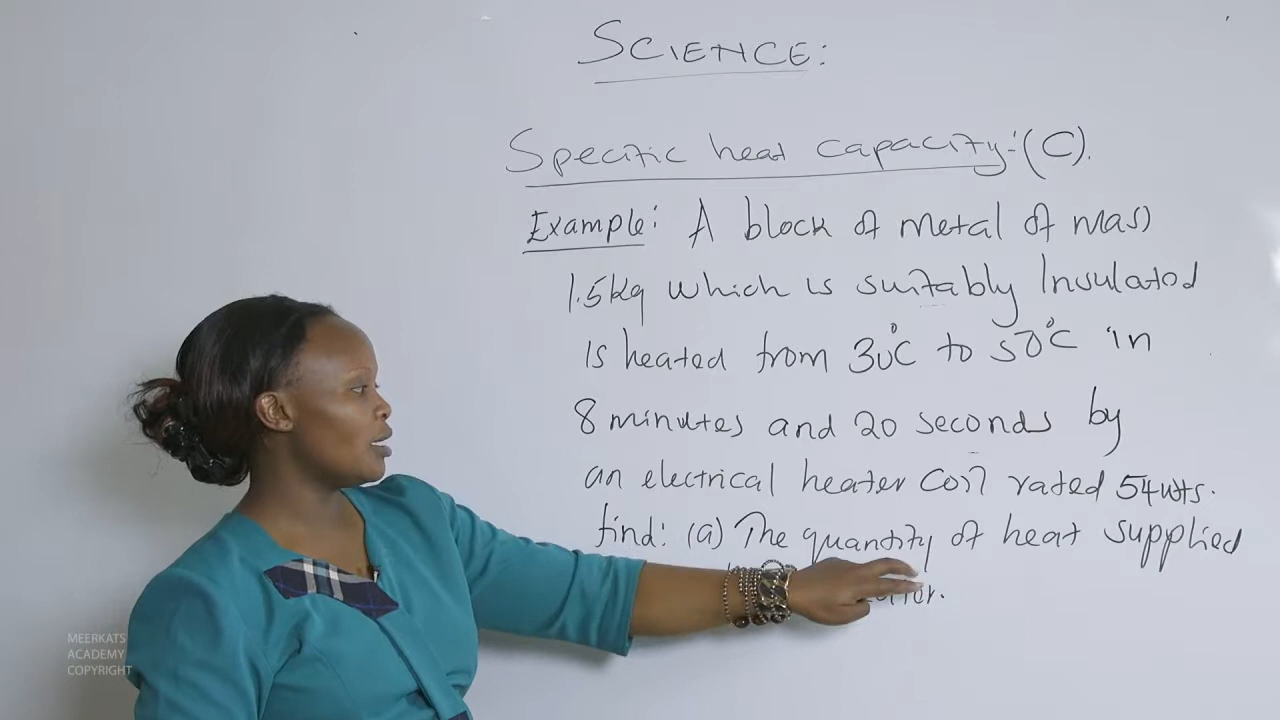 SCIENCE:
Specific heat capacity:(C).
Example: A block of metal of mass
1.5kg which is suitably Insulated
is heated from 30°C to 50°C in
8 minutes and 20 seconds by
an electrical heater coil rated 54wtts.
find: (a) The quantity of heat supplied
MEERKATS
ACADEMY
COPYRIGHT